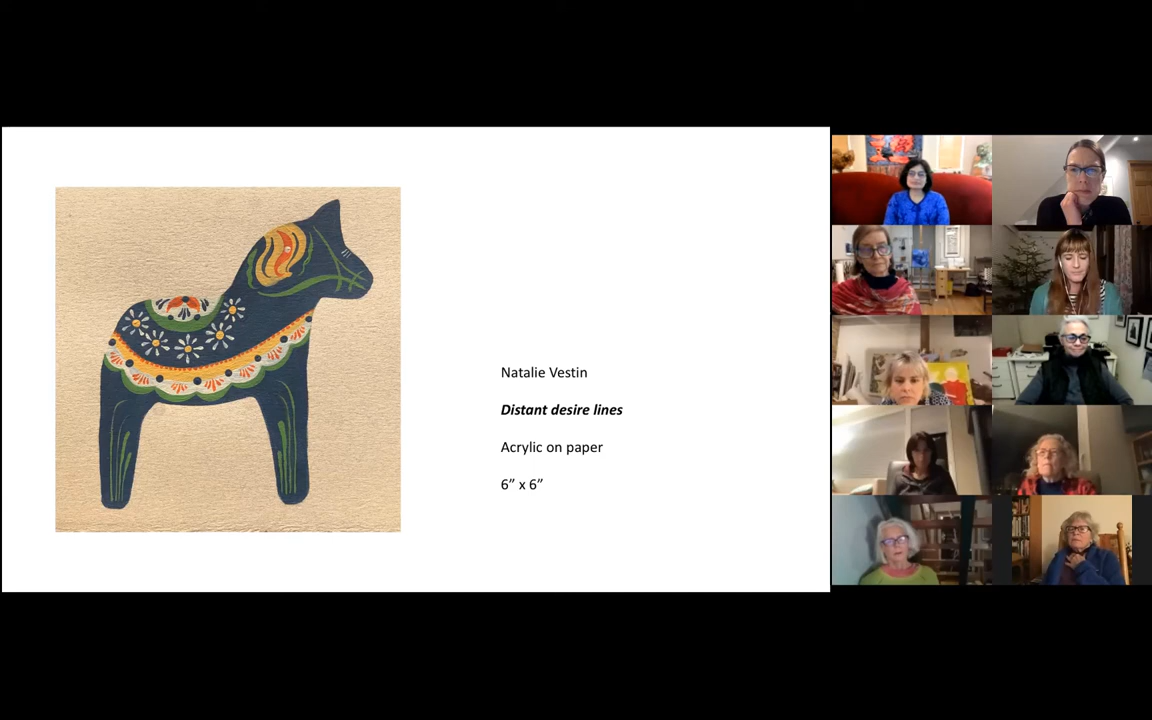 Natalie Vestin
Distant desire lines
Acrylic on paper
6” x 6”